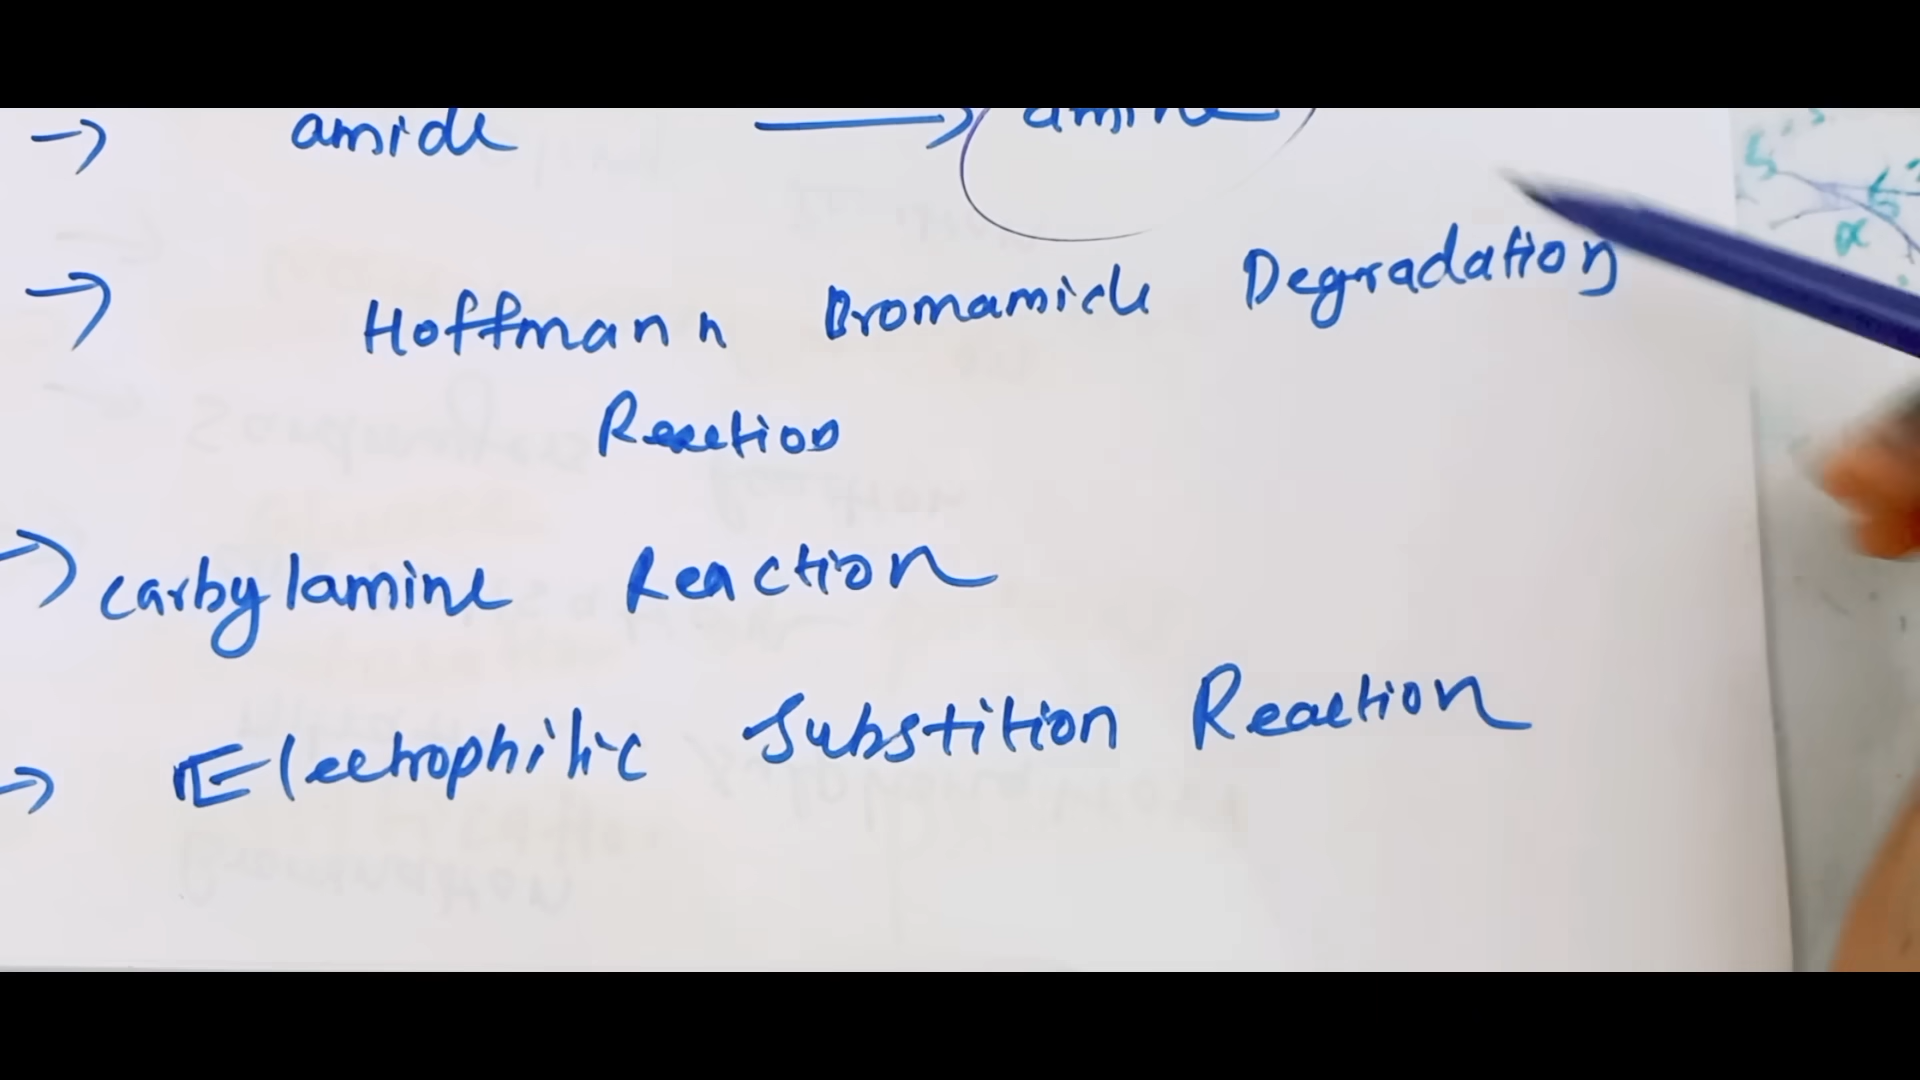 → amide → amine
→ Hoffmann Bromamide Degradation
Reaction
→ carbylamine Reaction
→ Electrophilic Substition Reaction